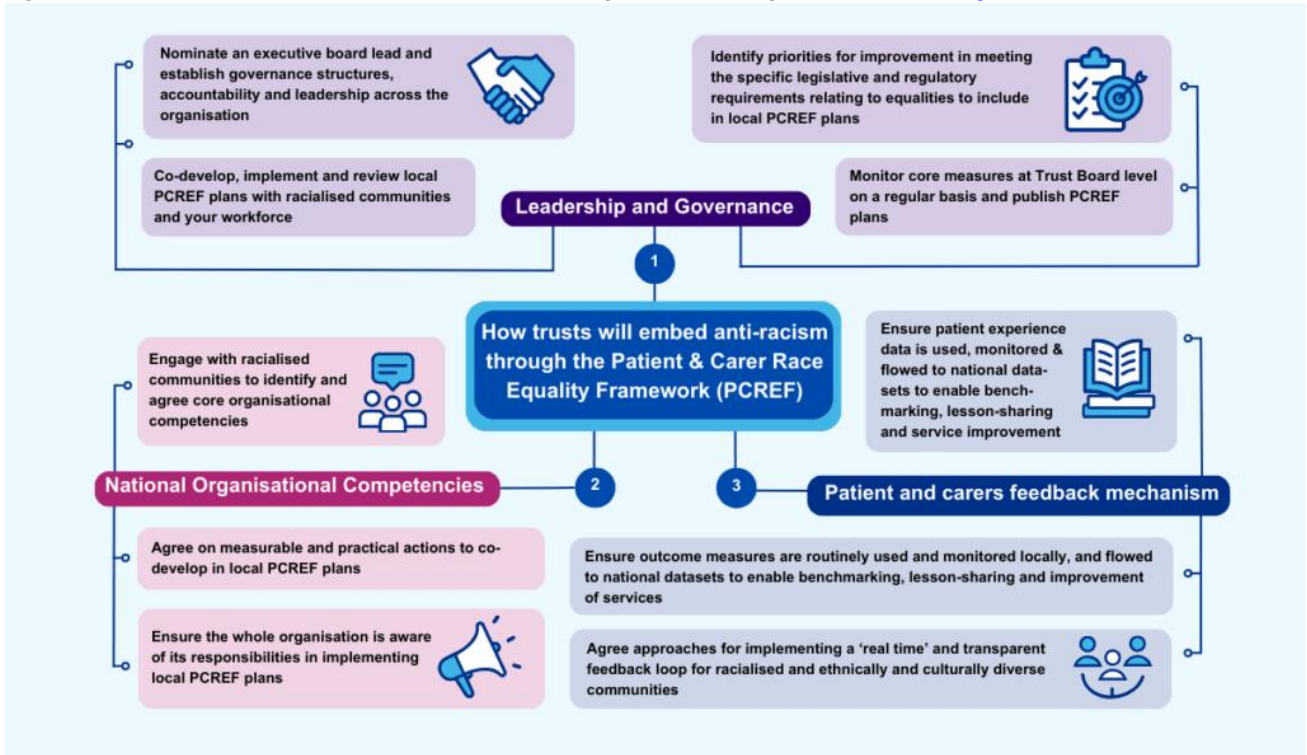 Nominate an executive board lead and
establish governance structures,
accountability and leadership across the
organisation
Co-develop, implement and review local
PCREF plans with racialised communities
and your workforce
Identify priorities for improvement in meeting
the specific legislative and regulatory
requirements relating to equalities to include
in local PCREF plans
Monitor core measures at Trust Board level
on a regular basis and publish PCREF
plans
Leadership and Governance
1
How trusts will embed anti-racism
through the Patient & Carer Race
Equality Framework (PCREF)
Engage with racialised
communities to identify and
agree core organisational
competencies
National Organisational Competencies
2
Agree on measurable and practical actions to co-
develop in local PCREF plans
Ensure the whole organisation is aware
of its responsibilities in implementing
local PCREF plans
Ensure patient experience
data is used, monitored &
flowed to national data-
sets to enable bench-
marking, lesson-sharing
and service improvement
3
Patient and carers feedback mechanism
Ensure outcome measures are routinely used and monitored locally, and flowed
to national datasets to enable benchmarking, lesson-sharing and improvement
of services
Agree approaches for implementing a ‘real time’ and transparent
feedback loop for racialised and ethnically and culturally diverse
communities